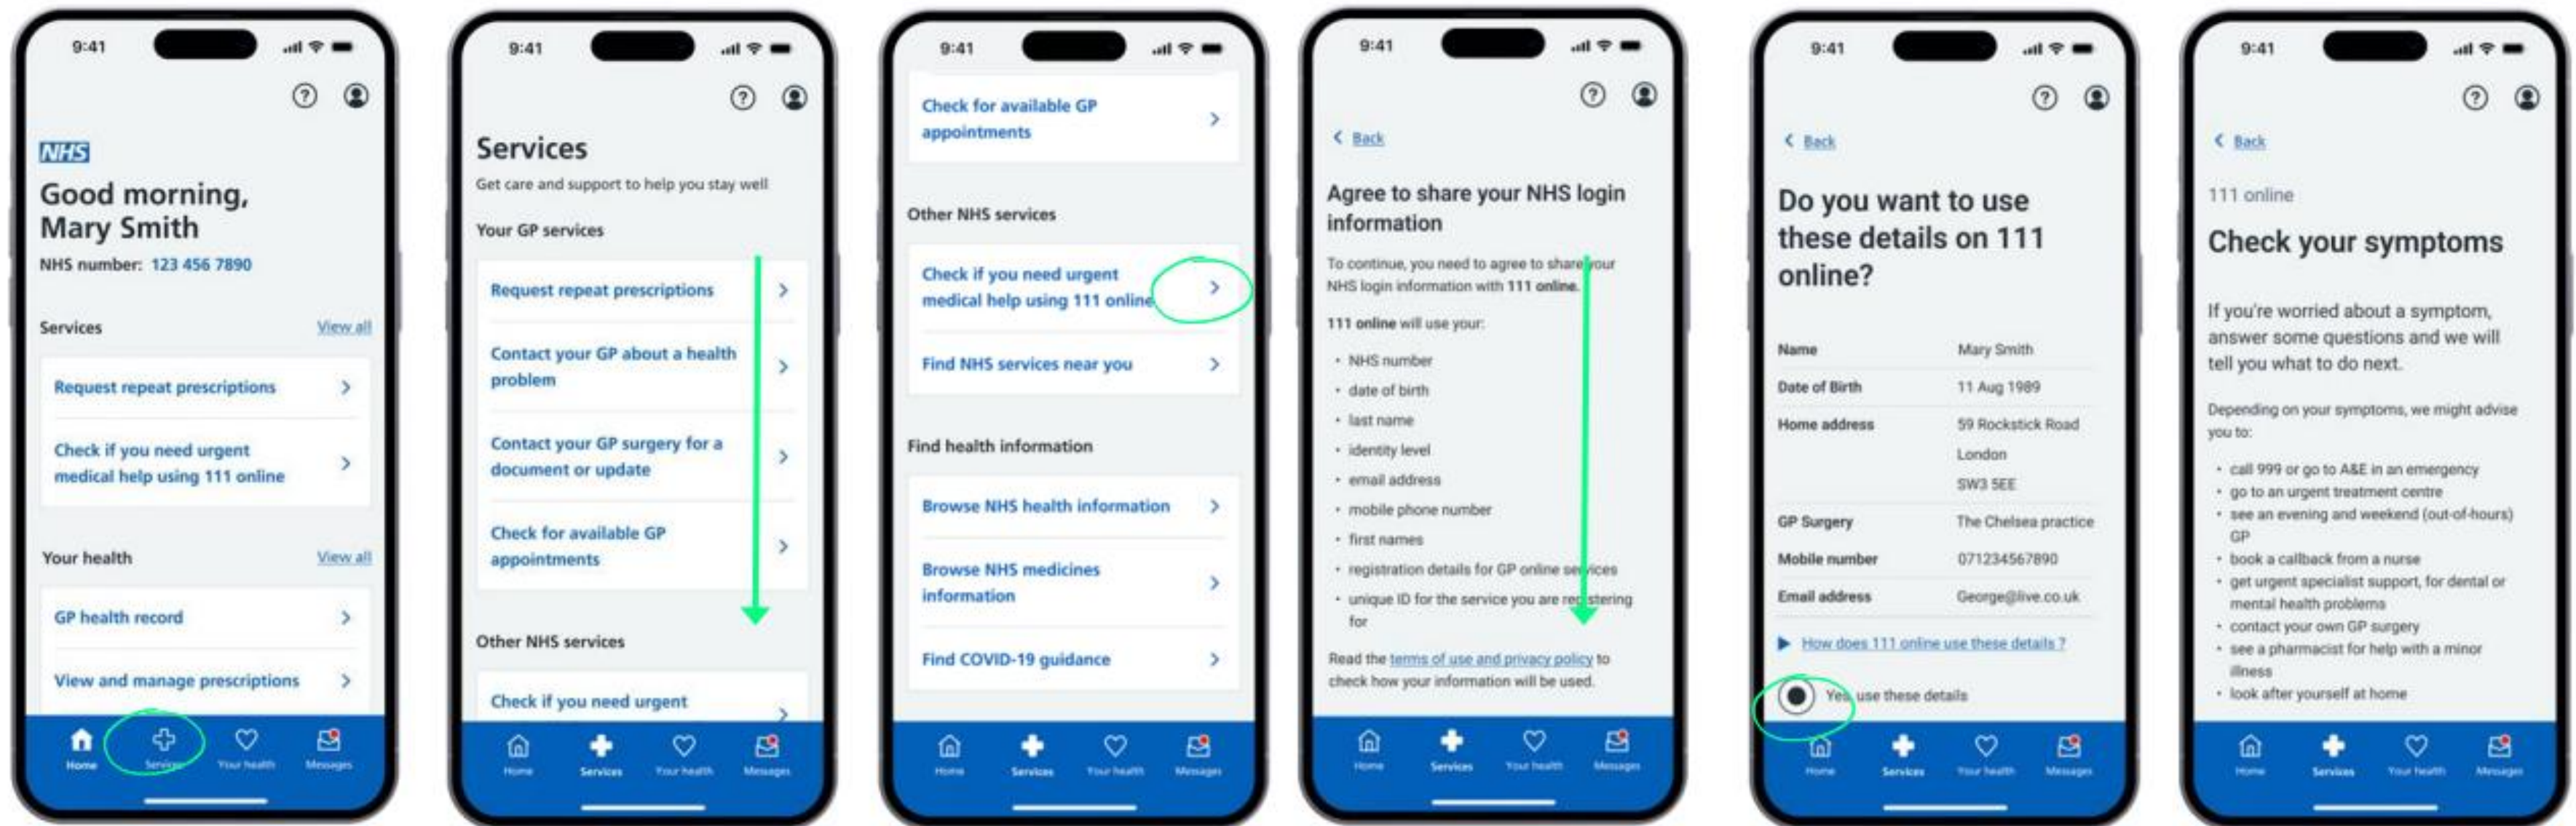 9:41
NHS
Good morning,
Mary Smith
NHS number: 123 456 7890
Services
View all
Request repeat prescriptions
Check if you need urgent
medical help using 111 online
Your health
View all
GP health record
View and manage prescriptions
Home
Services
Your health
Messages
9:41
Services
Get care and support to help you stay well
Your GP services
Request repeat prescriptions
Contact your GP about a health
problem
Contact your GP surgery for a
document or update
Check for available GP
appointments
Other NHS services
Check if you need urgent
Home
Services
Your health
Messages
9:41
Check for available GP
appointments
Other NHS services
Check if you need urgent
medical help using 111 online
Find NHS services near you
Find health information
Browse NHS health information
Browse NHS medicines
information
Find COVID-19 guidance
Home
Services
Your health
Messages
9:41
Back
Agree to share your NHS login
information
To continue, you need to agree to share your
NHS login information with 111 online.
111 online will use your:
• NHS number
• date of birth
• last name
• identity level
• email address
• mobile phone number
• first names
• registration details for GP online services
• unique ID for the service you are registering
for
Read the terms of use and privacy policy to
check how your information will be used.
Home
Services
Your health
Messages
9:41
Back
Do you want to use
these details on 111
online?
Name Mary Smith
Date of Birth 11 Aug 1989
Home address 59 Rockstick Road
London
SW3 5EE
GP Surgery The Chelsea practice
Mobile number 071234567890
Email address George@live.co.uk
How does 111 online use these details ?
Yes, use these details
Home
Services
Your health
Messages
9:41
Back
111 online
Check your symptoms
If you're worried about a symptom,
answer some questions and we will
tell you what to do next.
Depending on your symptoms, we might advise
you to:
• call 999 or go to A&E in an emergency
• go to an urgent treatment centre
• see an evening and weekend (out-of-hours)
GP
• book a callback from a nurse
• get urgent specialist support, for dental or
mental health problems
• contact your own GP surgery
• see a pharmacist for help with a minor
illness
• look after yourself at home
Home
Services
Your health
Messages